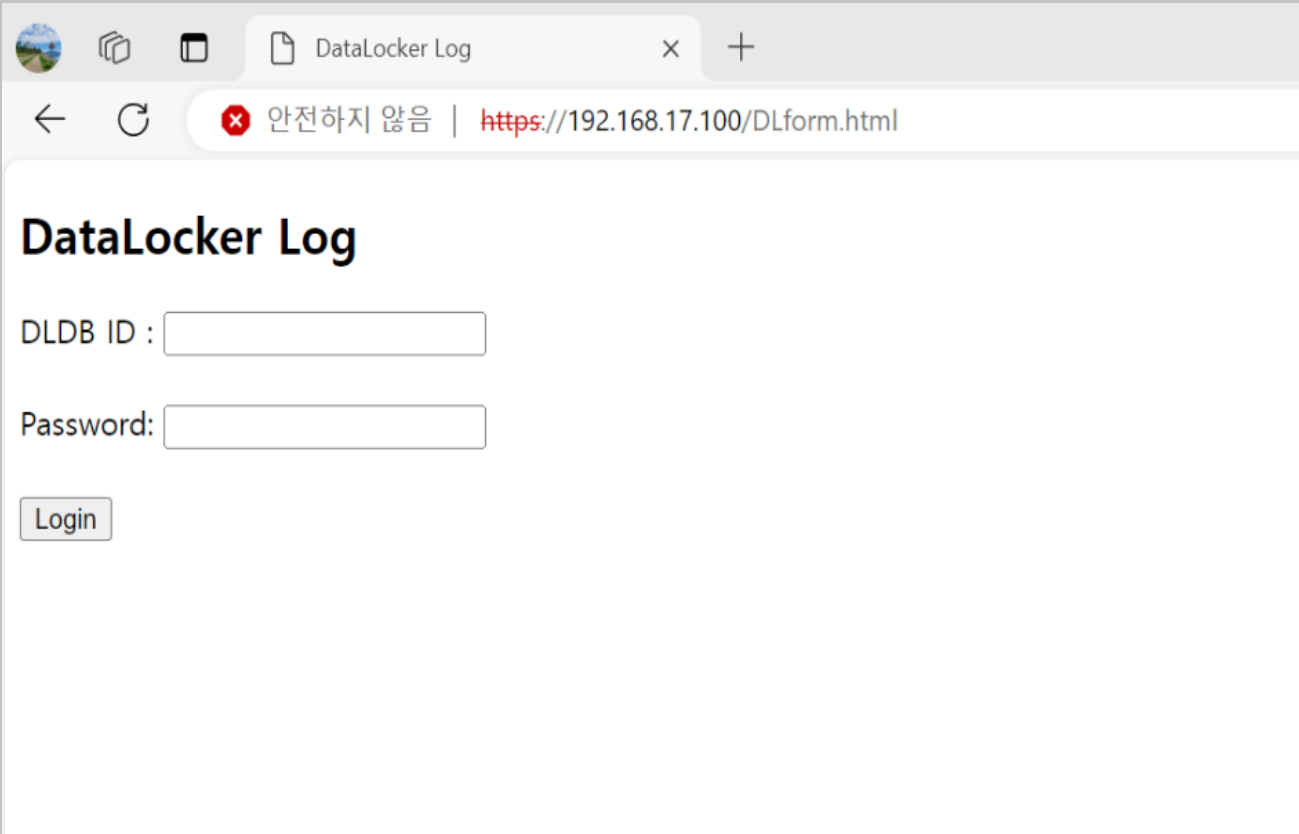 DataLocker Log
안전하지 않음 | https://192.168.17.100/DLform.html
DataLocker Log
DLDB ID :
Password:
Login